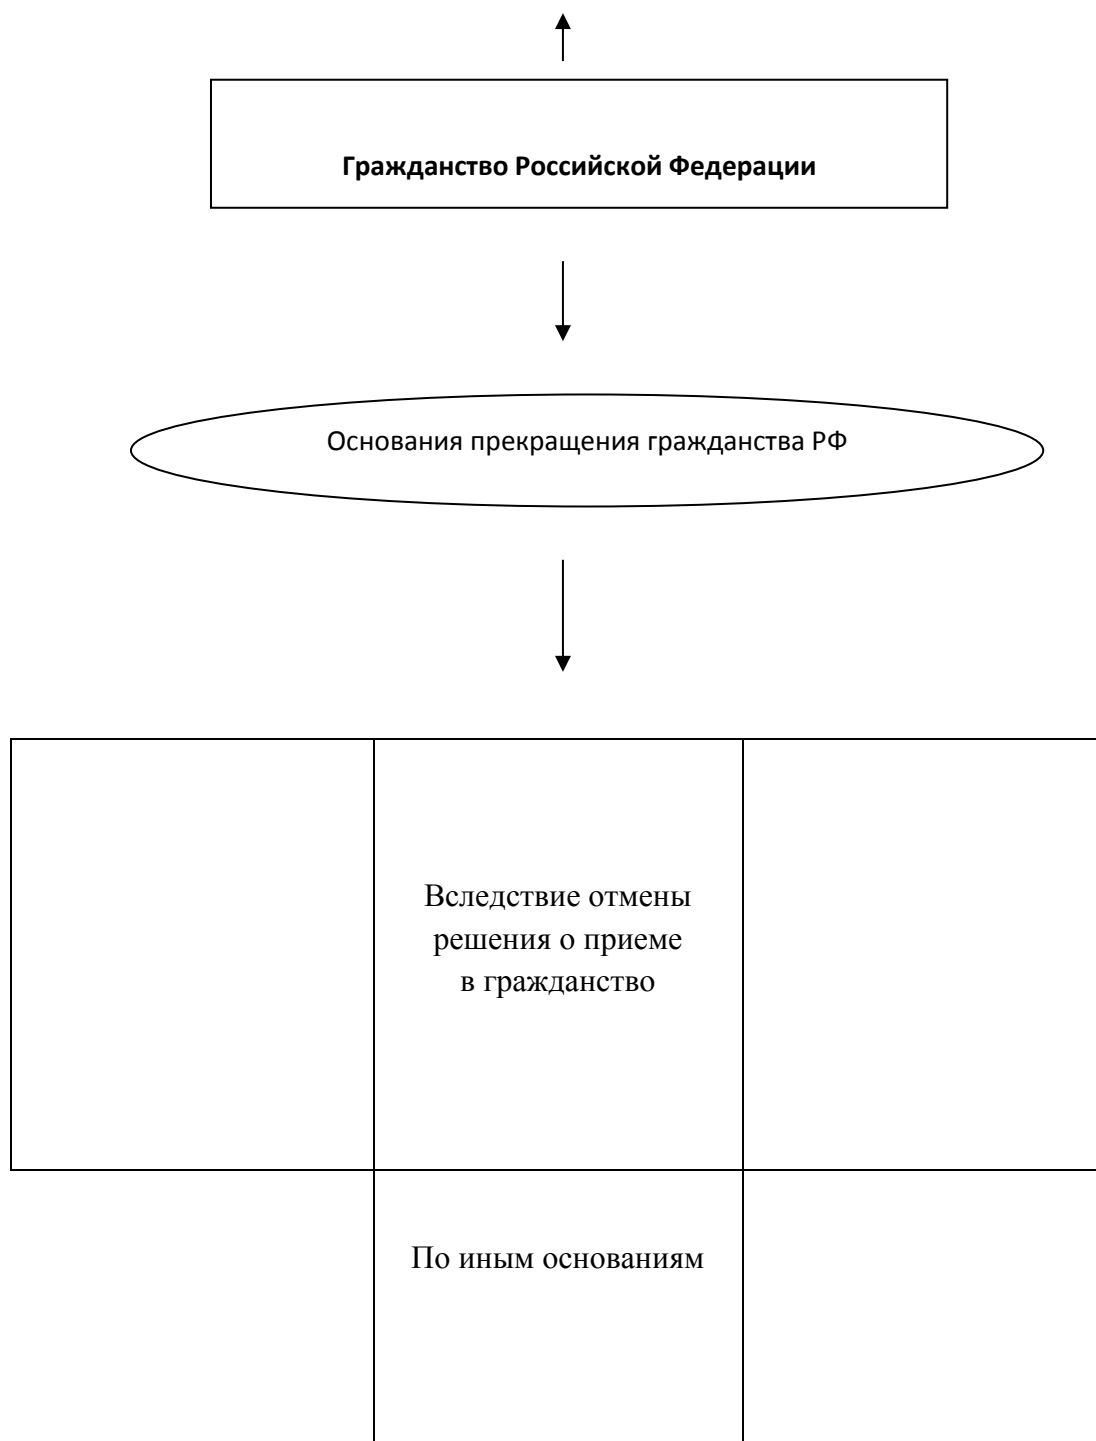 Гражданство Российской Федерации
Основания прекращения гражданства РФ
Вследствие отмены
решения о приеме
в гражданство
По иным основаниям